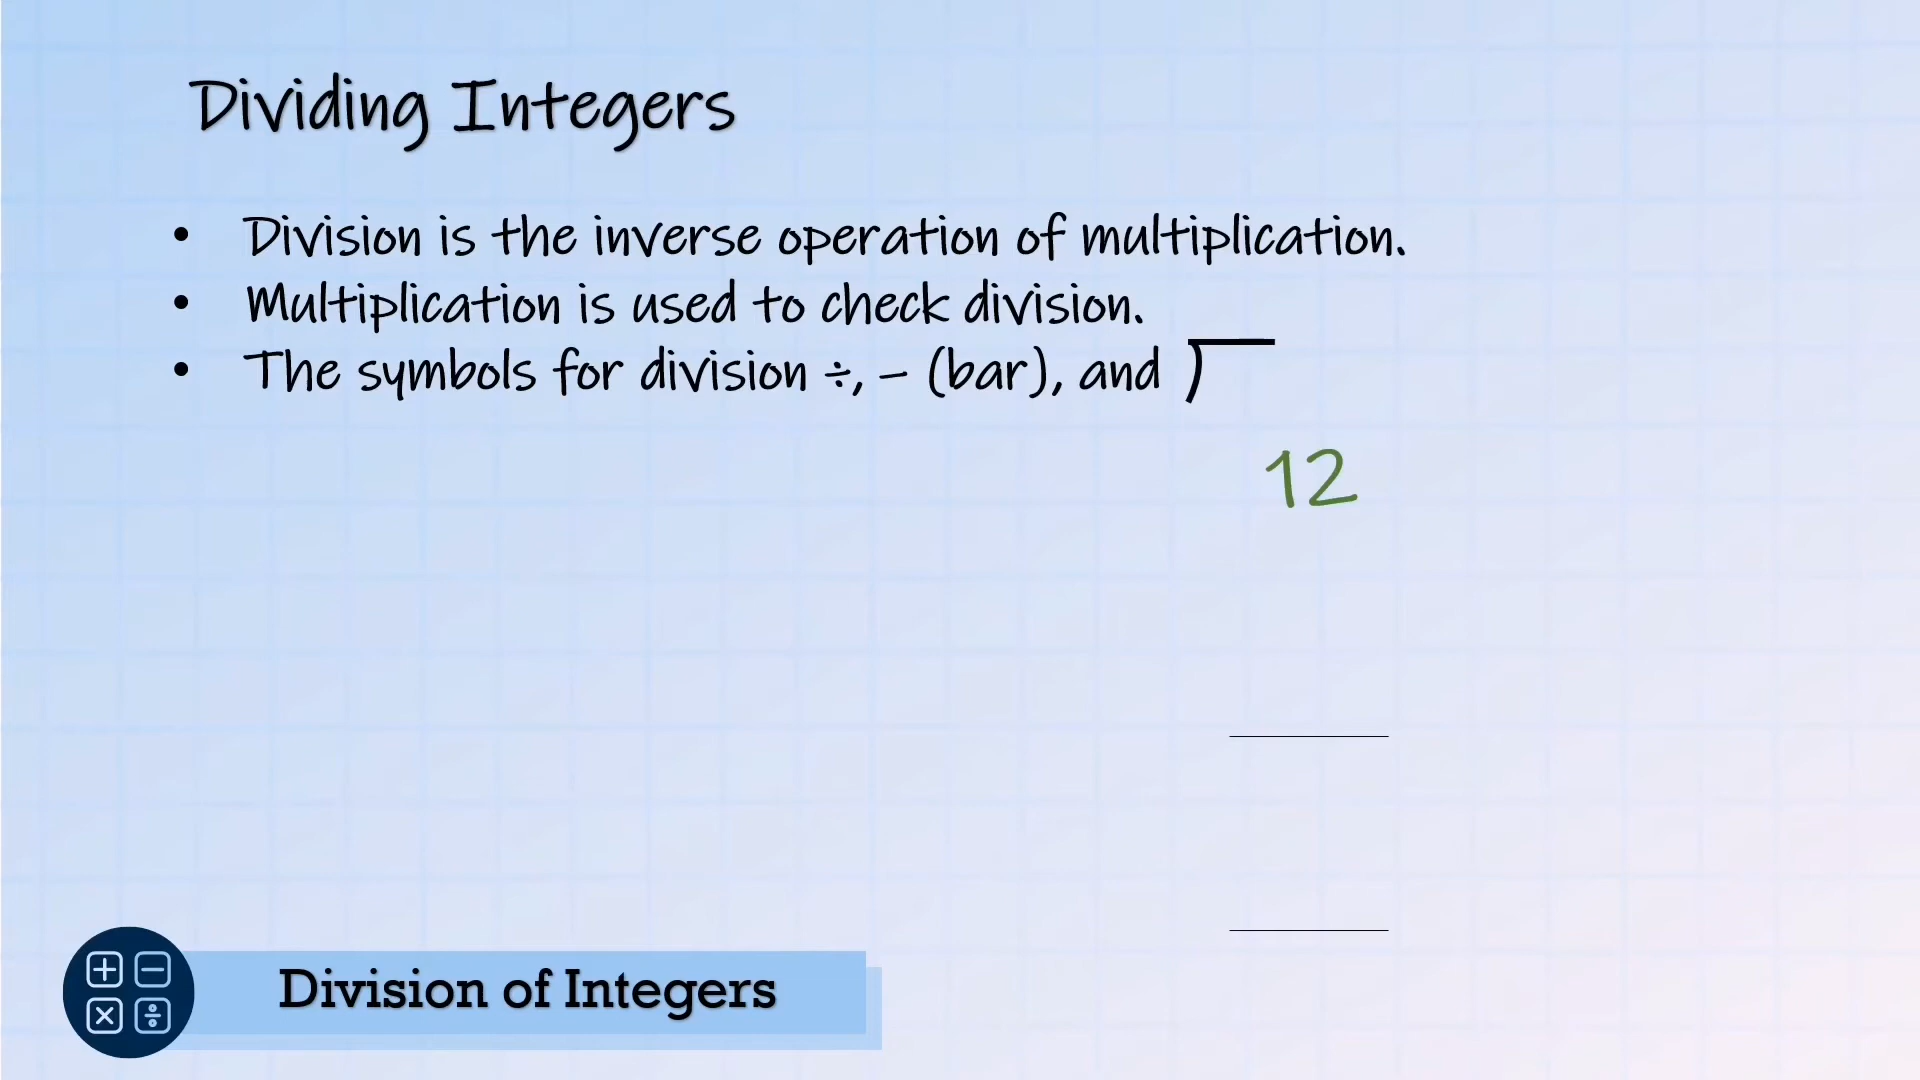 Dividing Integers
• Division is the inverse operation of multiplication.
• Multiplication is used to check division.
• The symbols for division ÷, – (bar), and ⟌
12
Division of Integers